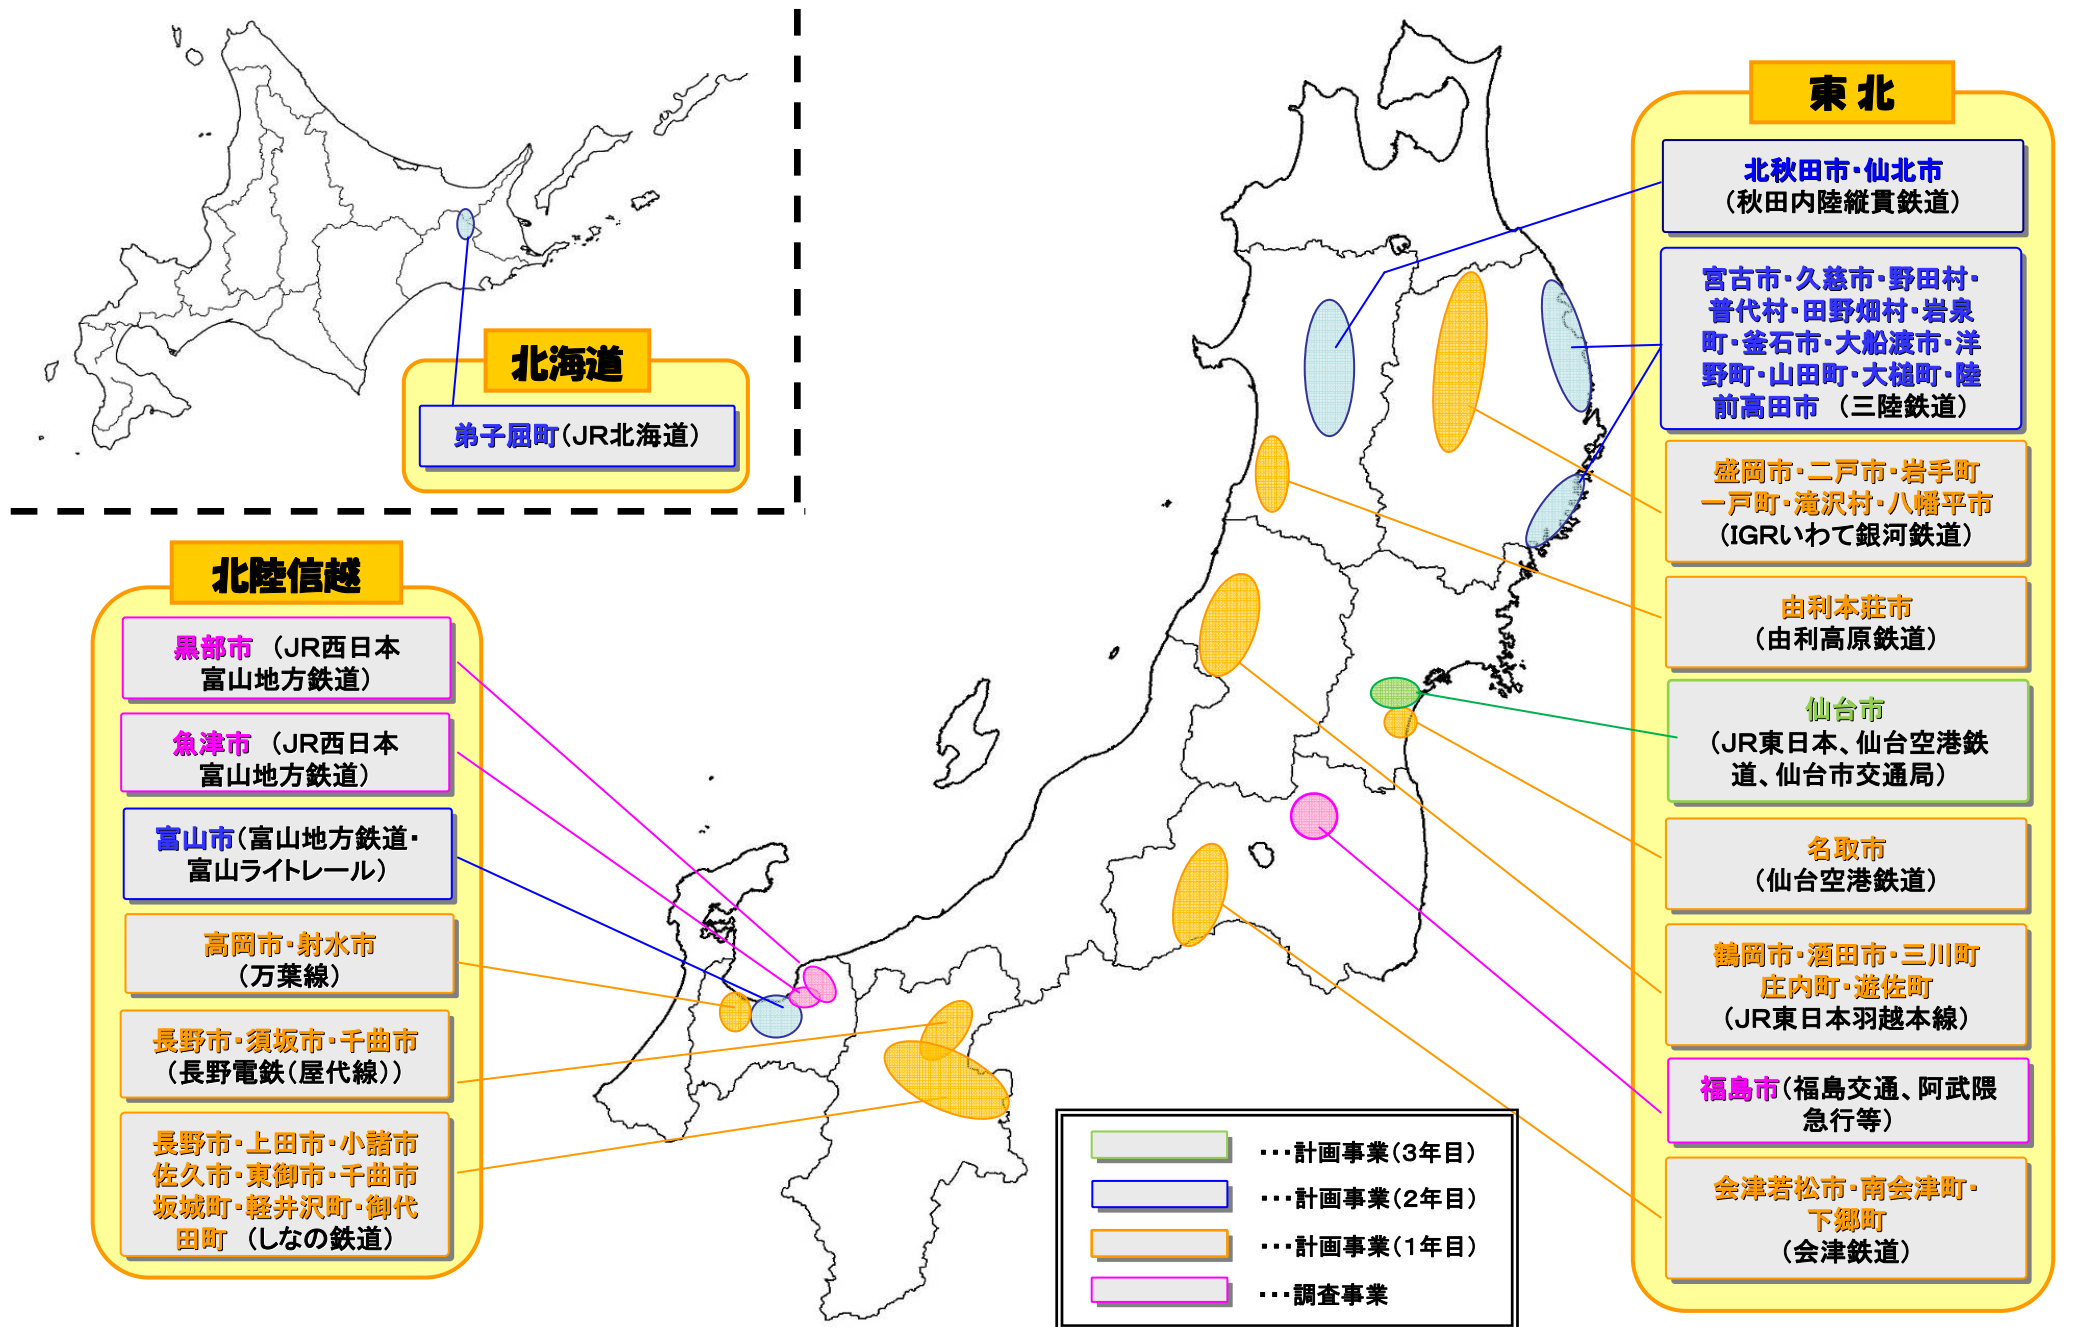 北海道
弟子屈町(JR北海道)
北陸信越
黒部市 (JR西日本
富山地方鉄道)
魚津市 (JR西日本
富山地方鉄道)
富山市(富山地方鉄道・
富山ライトレール)
高岡市・射水市
(万葉線)
長野市・須坂市・千曲市
(長野電鉄(屋代線))
長野市・上田市・小諸市
佐久市・東御市・千曲市
坂城町・軽井沢町・御代
田町 (しなの鉄道)
東北
北秋田市・仙北市
(秋田内陸縦貫鉄道)
宮古市・久慈市・野田村・
普代村・田野畑村・岩泉
町・釜石市・大船渡市・洋
野町・山田町・大槌町・陸
前高田市 (三陸鉄道)
盛岡市・二戸市・岩手町
一戸町・滝沢村・八幡平市
(IGRいわて銀河鉄道)
由利本荘市
(由利高原鉄道)
仙台市
(JR東日本、仙台空港鉄
道、仙台市交通局)
名取市
(仙台空港鉄道)
鶴岡市・酒田市・三川町
庄内町・遊佐町
(JR東日本羽越本線)
福島市(福島交通、阿武隈
急行等)
会津若松市・南会津町・
下郷町
(会津鉄道)
・・・計画事業(3年目)
・・・計画事業(2年目)
・・・計画事業(1年目)
・・・調査事業